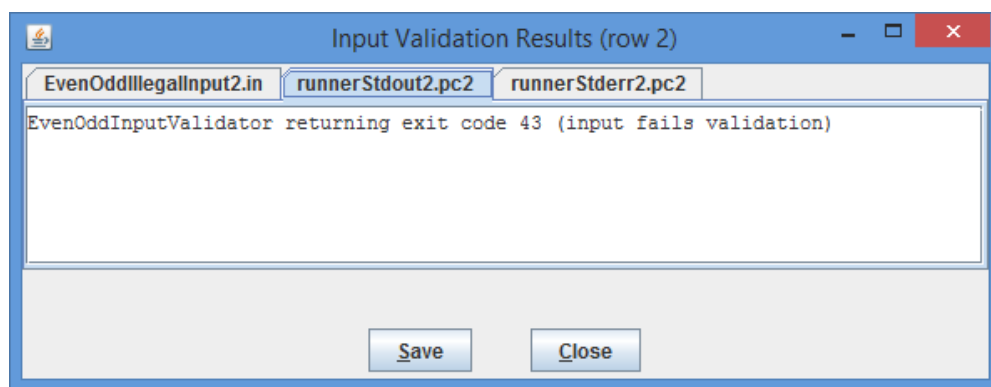 Input Validation Results (row 2)
EvenOddIllegalInput2.in runnerStdout2.pc2 runnerStderr2.pc2
EvenOddInputValidator returning exit code 43 (input fails validation)
Save Close